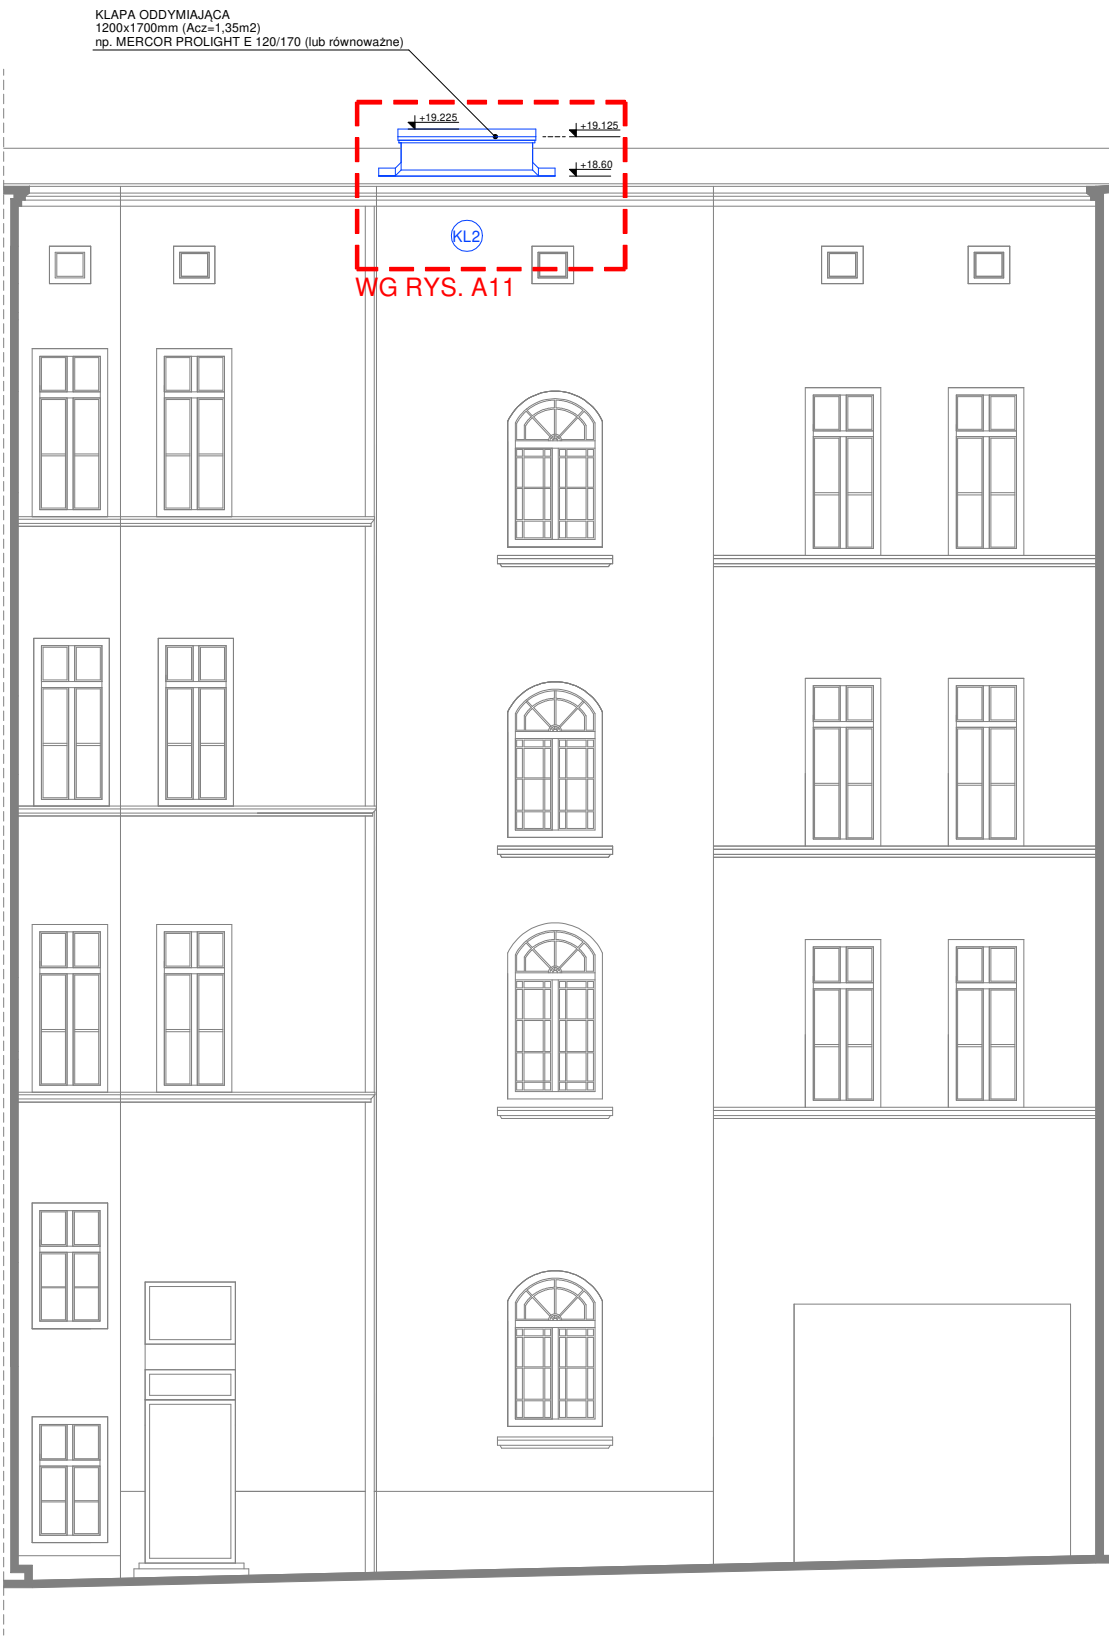 KLAPA ODDYMIAJĄCA
1200x1700mm (Acz=1,35m2)
np. MERCOR PROLIGHT E 120/170 (lub równoważne)
+19.225
+19.125
+18.60
KL2
WG RYS. A11